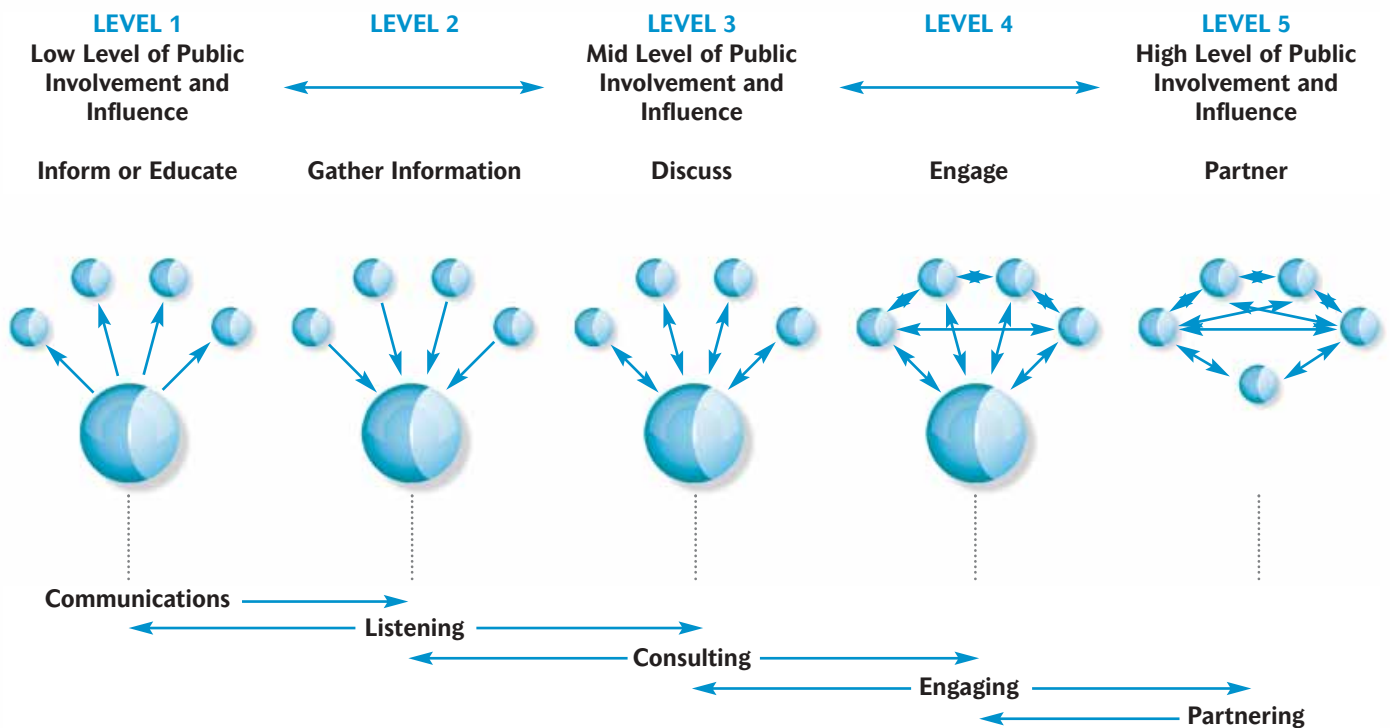 LEVEL 1
Low Level of Public
Involvement and
Influence
Inform or Educate
LEVEL 2
Gather Information
LEVEL 3
Mid Level of Public
Involvement and
Influence
Discuss
LEVEL 4
Engage
LEVEL 5
High Level of Public
Involvement and
Influence
Partner
Communications
Listening
Consulting
Engaging
Partnering